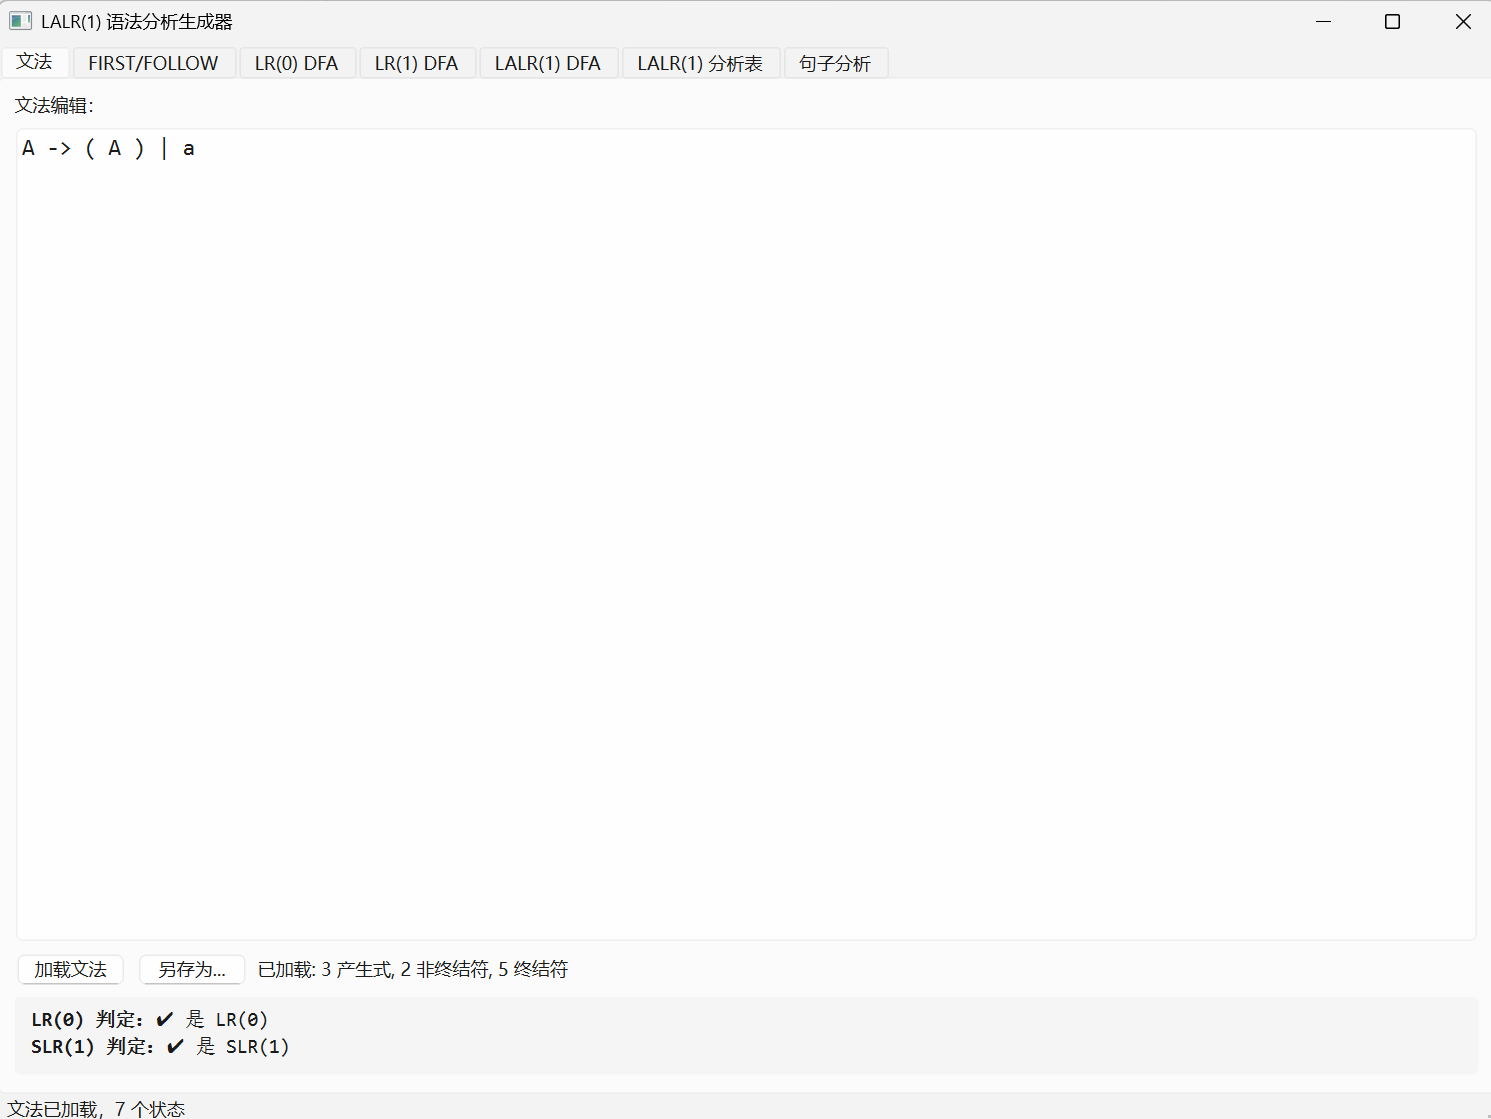 LALR(1) 语法分析生成器
文法 FIRST/FOLLOW LR(0) DFA LR(1) DFA LALR(1) DFA LALR(1) 分析表 句子分析
文法编辑:
A -> ( A ) | a
加载文法 另存为... 已加载: 3 产生式, 2 非终结符, 5 终结符
LR(0) 判定: ✔ 是 LR(0)
SLR(1) 判定: ✔ 是 SLR(1)
文法已加载，7 个状态